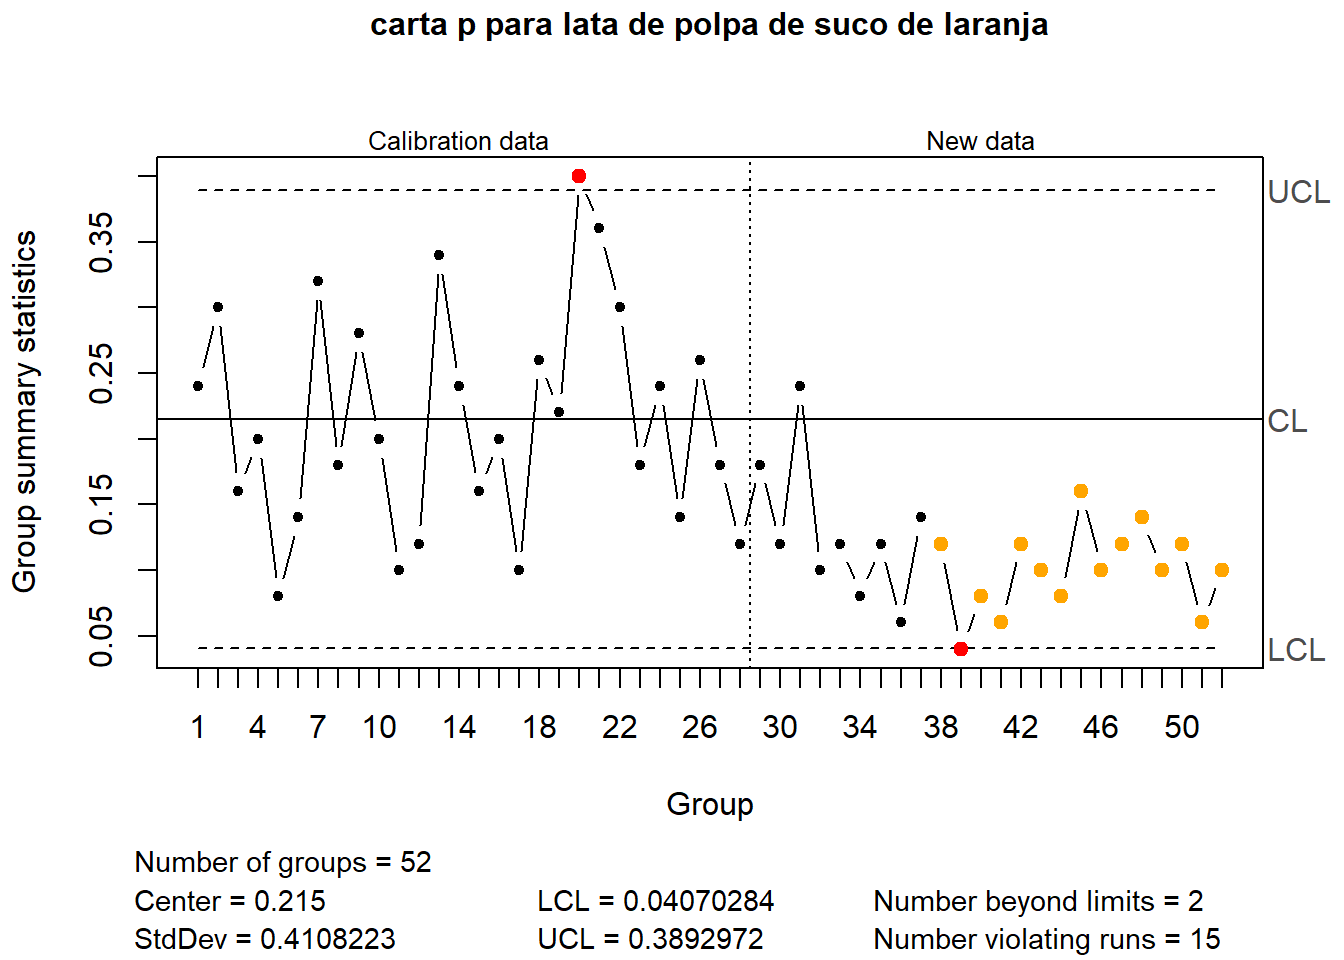 carta p para lata de polpa de suco de laranja
Calibration data New data
Group summary statistics
0.05 0.15 0.25 0.35
UCL
CL
LCL
1 4 7 10 14 18 22 26 30 34 38 42 46 50
Group
Number of groups = 52
Center = 0.215 LCL = 0.04070284 Number beyond limits = 2
StdDev = 0.4108223 UCL = 0.3892972 Number violating runs = 15